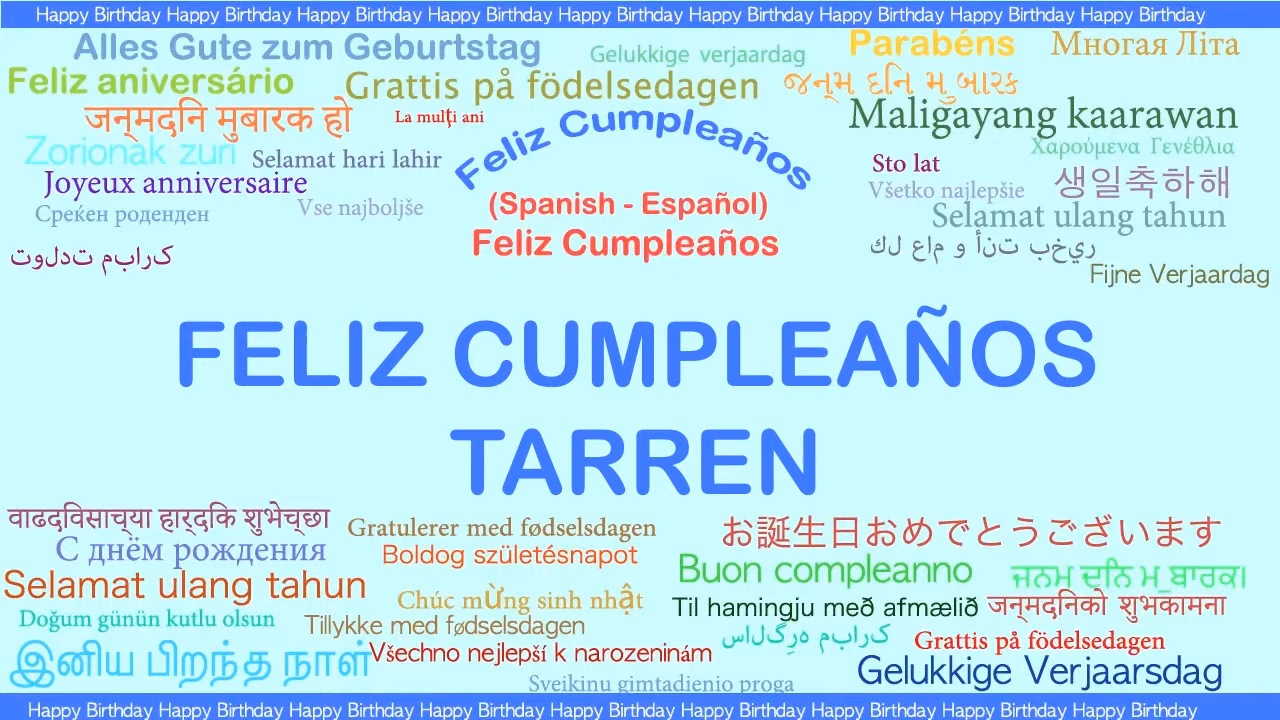 Happy Birthday Happy Birthday Happy Birthday Happy Birthday Happy Birthday Happy Birthday Happy Birthday Happy Birthday Happy Birthday
Alles Gute zum Geburtstag
Gelukkige verjaardag
Parabéns
Многая Літа
Feliz aniversário
Grattis på födelsedagen
જન્મ દિન મુબારક
जन्मदिन मुबारक हो
La mulţi ani
Feliz Cumpleaños
Maligayang kaarawan
Zorionak zuri
Selamat hari lahir
Χαρούμενα Γενέθλια
Sto lat
Joyeux anniversaire
(Spanish - Español)
Všetko najlepšie
생일축하해
Среќен роденден
Vse najboljše
Selamat ulang tahun
Feliz Cumpleaños
تولدت مبارک
كل عام و أنت بخير
Fijne Verjaardag
FELIZ CUMPLEAÑOS
TARREN
वाढदिवसाच्या हार्दिक शुभेच्छा
Gratulerer med fødselsdagen
お誕生日おめでとうございます
С днём рождения
Boldog születésnapot
Buon compleanno
ਜਨਮ ਦਿਨ ਮੁਬਾਰਕ।
Selamat ulang tahun
Chúc mừng sinh nhật
Til hamingju með afmælið
जन्मदिनको शुभकामना
Doğum günün kutlu olsun
Tillykke med fødselsdagen
سالگرِہ مبارک
Grattis på födelsedagen
இனிய பிறந்த நாள்
Všechno nejlepší k narozeninám
Gelukkige Verjaarsdag
Sveikinu gimtadienio proga
Happy Birthday Happy Birthday Happy Birthday Happy Birthday Happy Birthday Happy Birthday Happy Birthday Happy Birthday Happy Birthday